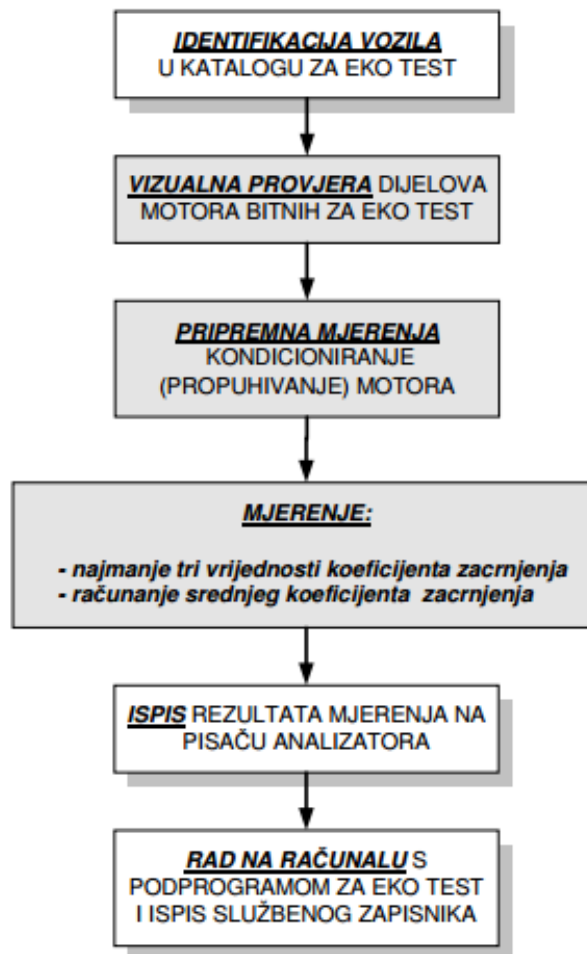 IDENTIFIKACIJA VOZILA
U KATALOGU ZA EKO TEST
VIZUALNA PROVJERA DIJELOVA
MOTORA BITNIH ZA EKO TEST
PRIPREMNA MJERENJA
KONDICIONIRANJE
(PROPUHIVANJE) MOTORA
MJERENJE:
- najmanje tri vrijednosti koeficijenta zacrnjenja
- računanje srednjeg koeficijenta zacrnjenja
ISPIS REZULTATA MJERENJA NA
PISAČU ANALIZATORA
RAD NA RAČUNALU S
PODPROGRAMOM ZA EKO TEST
I ISPIS SLUŽBENOG ZAPISNIKA